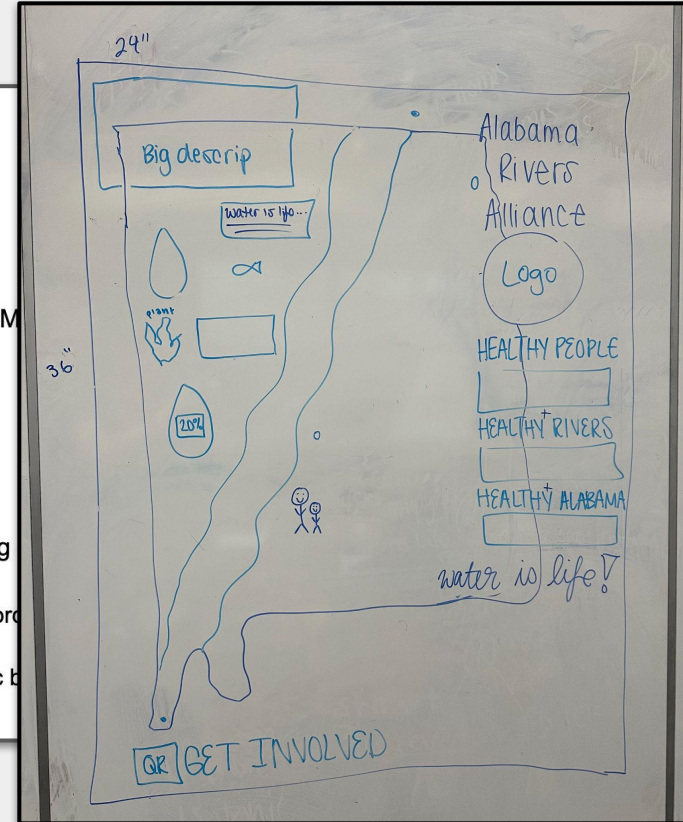 24"
Big descrip
Alabama
Rivers
Alliance
water is life...
Logo
plant
36"
HEALTHY PEOPLE
+
20%
HEALTHY RIVERS
+
HEALTHY ALABAMA
water is life!
QR GET INVOLVED